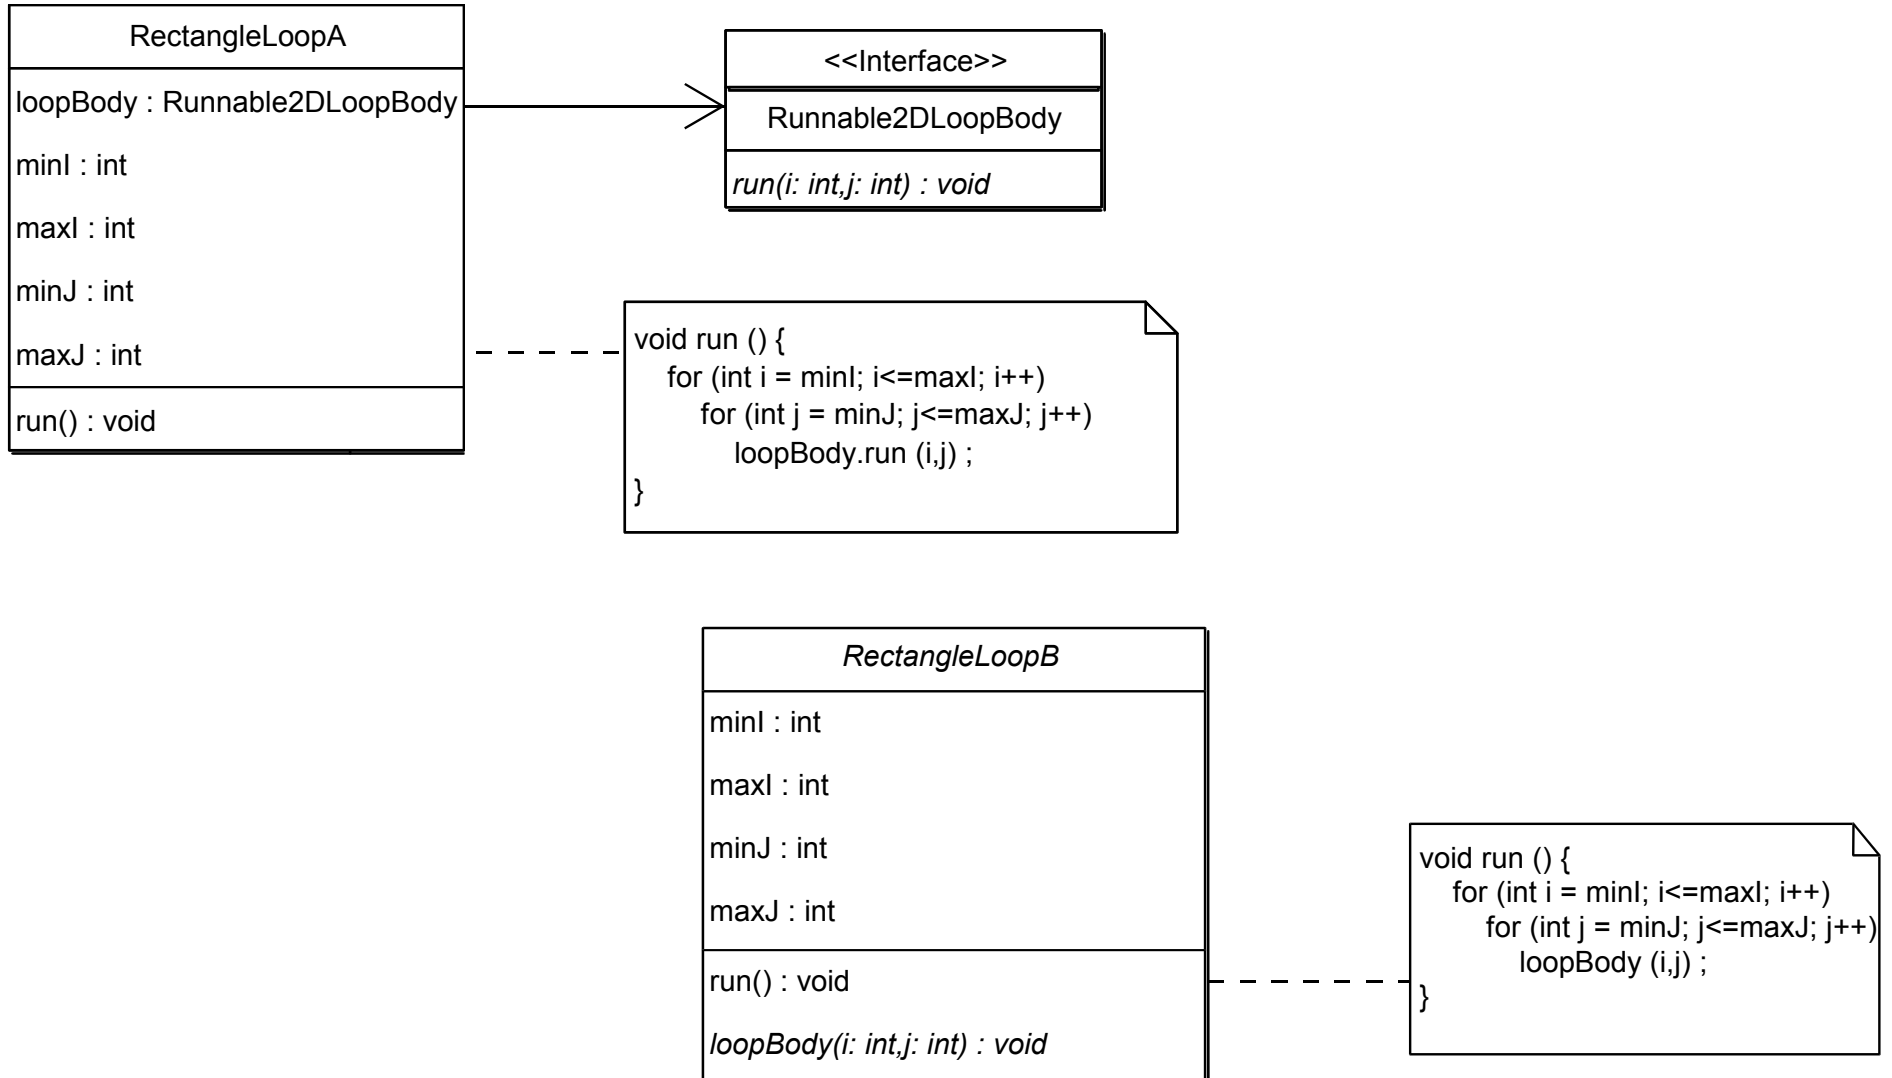 RectangleLoopA
loopBody : Runnable2DLoopBody
minI : int
maxI : int
minJ : int
maxJ : int
run() : void
<<Interface>>
Runnable2DLoopBody
run(i: int,j: int) : void
void run () {
for (int i = minI; i<=maxI; i++)
for (int j = minJ; j<=maxJ; j++)
loopBody.run (i,j) ;
}
RectangleLoopB
minI : int
maxI : int
minJ : int
maxJ : int
run() : void
loopBody(i: int,j: int) : void
void run () {
for (int i = minI; i<=maxI; i++)
for (int j = minJ; j<=maxJ; j++)
loopBody (i,j) ;
}